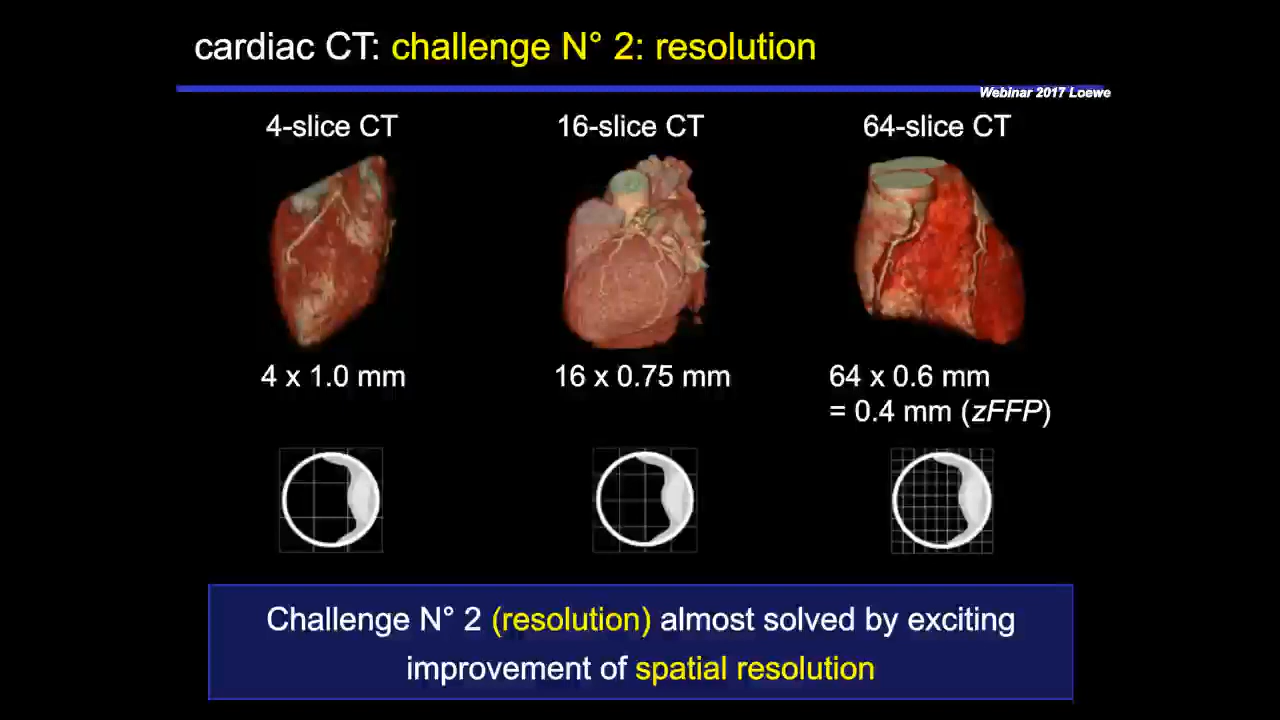 cardiac CT: challenge N° 2: resolution
Webinar 2017 Loewe
4-slice CT
16-slice CT
64-slice CT
4 x 1.0 mm
16 x 0.75 mm
64 x 0.6 mm
= 0.4 mm (zFFP)
Challenge N° 2 (resolution) almost solved by exciting
improvement of spatial resolution